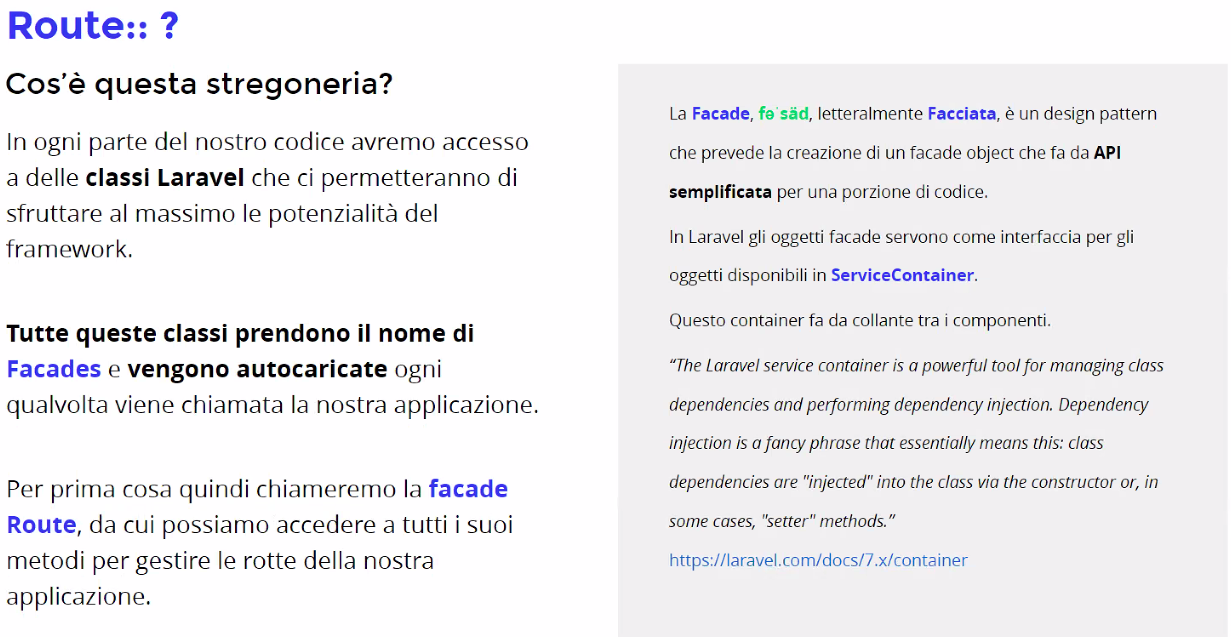 Route:: ?
Cos’è questa stregoneria?
In ogni parte del nostro codice avremo accesso
a delle classi Laravel che ci permetteranno di
sfruttare al massimo le potenzialità del
framework.
Tutte queste classi prendono il nome di
Facades e vengono autocaricate ogni
qualvolta viene chiamata la nostra applicazione.
Per prima cosa quindi chiameremo la facade
Route, da cui possiamo accedere a tutti i suoi
metodi per gestire le rotte della nostra
applicazione.
La Facade, fəˈsäd, letteralmente Facciata, è un design pattern
che prevede la creazione di un facade object che fa da API
semplificata per una porzione di codice.
In Laravel gli oggetti facade servono come interfaccia per gli
oggetti disponibili in ServiceContainer.
Questo container fa da collante tra i componenti.
“The Laravel service container is a powerful tool for managing class
dependencies and performing dependency injection. Dependency
injection is a fancy phrase that essentially means this: class
dependencies are "injected" into the class via the constructor or, in
some cases, "setter" methods.”
https://laravel.com/docs/7.x/container